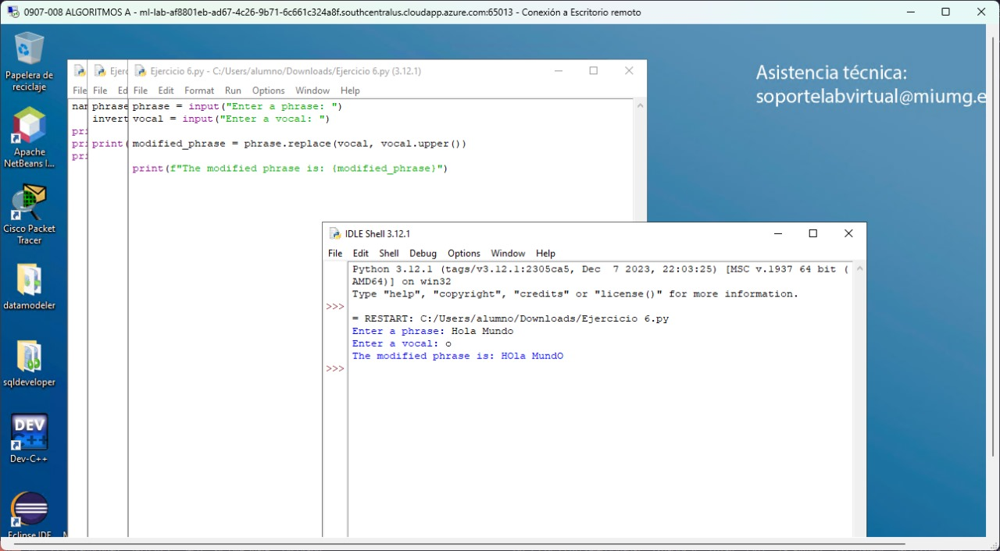 0907-008 ALGORITMOS A - ml-lab-af8801eb-ad67-4c26-9b71-6c661c324a8f.southcentralus.cloudapp.azure.com:65013 - Conexión a Escritorio remoto
Papelera de
reciclaje
Apache
NetBeans I...
Cisco Packet
Tracer
datamodeler
sqldeveloper
DEV
C++
Dev-C++
Eclipse IDE
File
nar
pri
pri
pri
Ejerc
File Ed
phrase
invert
print(
Ejercicio 6.py - C:/Users/alumno/Downloads/Ejercicio 6.py (3.12.1)
File Edit Format Run Options Window Help
phrase = input("Enter a phrase: ")
vocal = input("Enter a vocal: ")
modified_phrase = phrase.replace(vocal, vocal.upper())
print(f"The modified phrase is: {modified_phrase}")
Asistencia técnica:
soportelabvirtual@miumg.e
IDLE Shell 3.12.1
File Edit Shell Debug Options Window Help
Python 3.12.1 (tags/v3.12.1:2305ca5, Dec  7 2023, 22:03:25) [MSC v.1937 64 bit (
AMD64)] on win32
Type "help", "copyright", "credits" or "license()" for more information.
>>>
= RESTART: C:/Users/alumno/Downloads/Ejercicio 6.py
Enter a phrase: Hola Mundo
Enter a vocal: o
The modified phrase is: HOla MundO
>>>